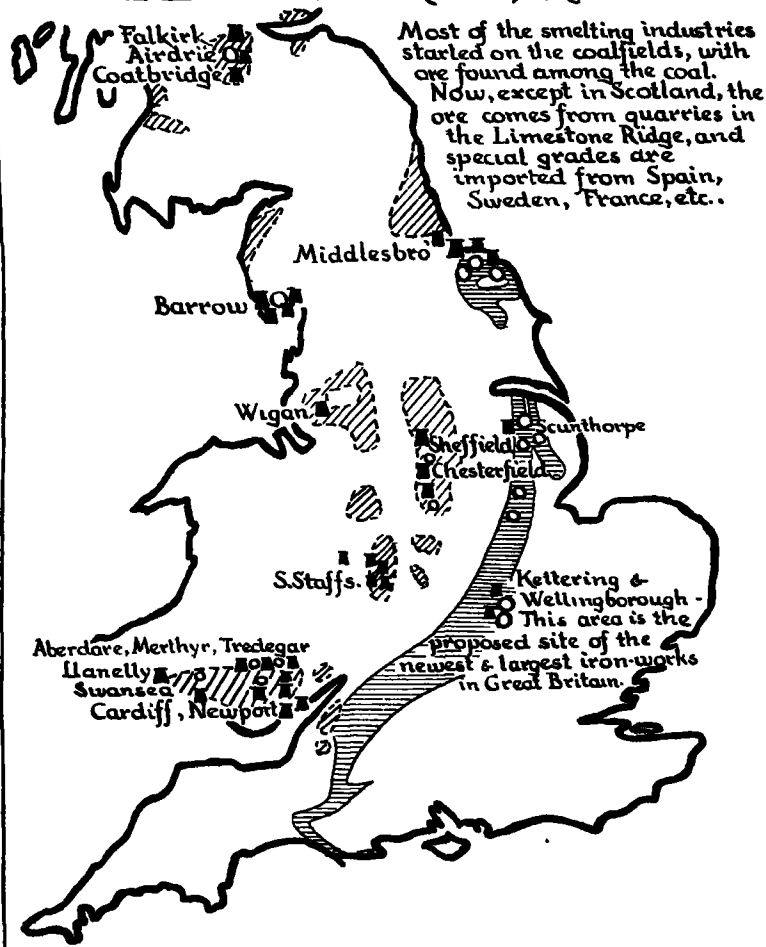 Falkirk
Airdrie
Coatbridge
Most of the smelting industries
started on the coalfields, with
ore found among the coal.
Now, except in Scotland, the
ore comes from quarries in
the Limestone Ridge, and
special grades are
imported from Spain,
Sweden, France, etc..
Middlesbro'
Barrow
Wigan
Scunthorpe
Sheffield
Chesterfield
S.Staffs.
Kettering &
Wellingborough -
This area is the
proposed site of the
newest & largest iron-works
in Great Britain.
Aberdare, Merthyr, Tredegar
Llanelly
Swansea
Cardiff, Newport